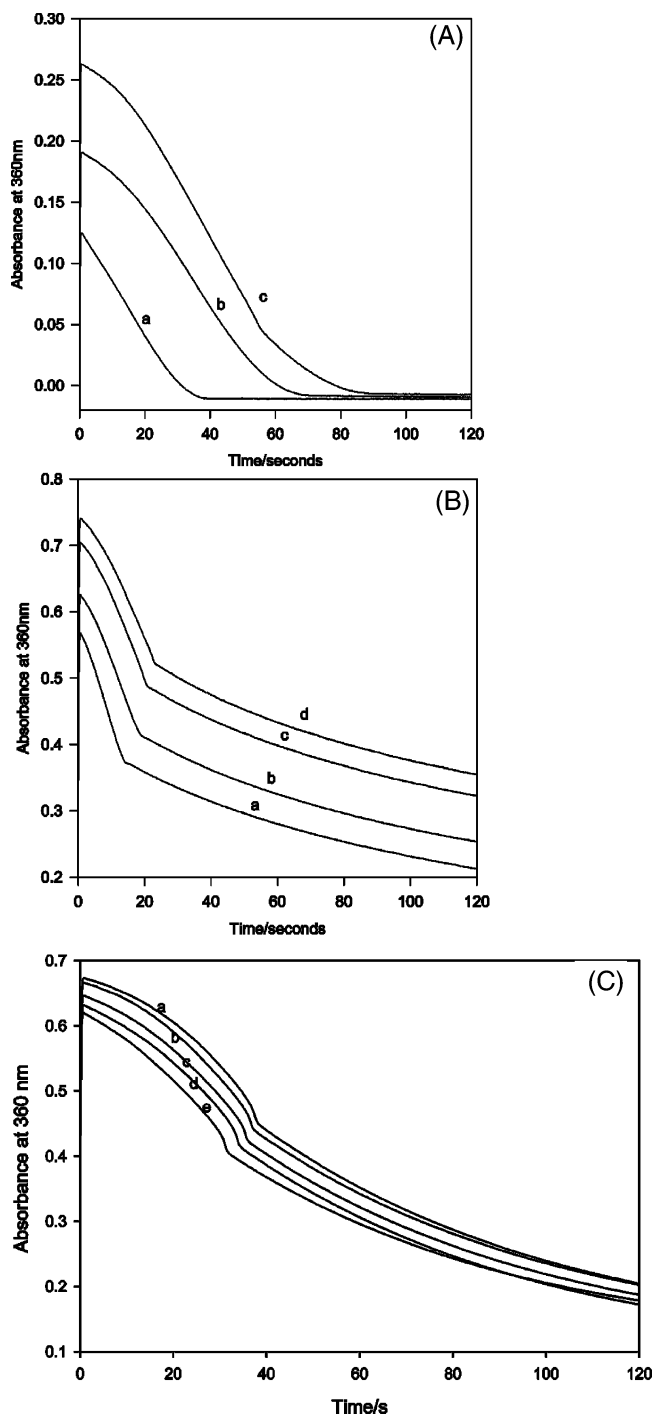 (A)
0.30
0.25
0.20
0.15
0.10
0.05
0.00
Absorbance at 360nm
a
b
c
0 20 40 60 80 100 120
Time/seconds
(B)
0.8
0.7
0.6
0.5
0.4
0.3
0.2
Absorbance at 360nm
d
c
b
a
0 20 40 60 80 100 120
Time/seconds
(C)
0.7
0.6
0.5
0.4
0.3
0.2
0.1
Absorbance at 360 nm
a
b
c
d
e
0 20 40 60 80 100 120
Time/s